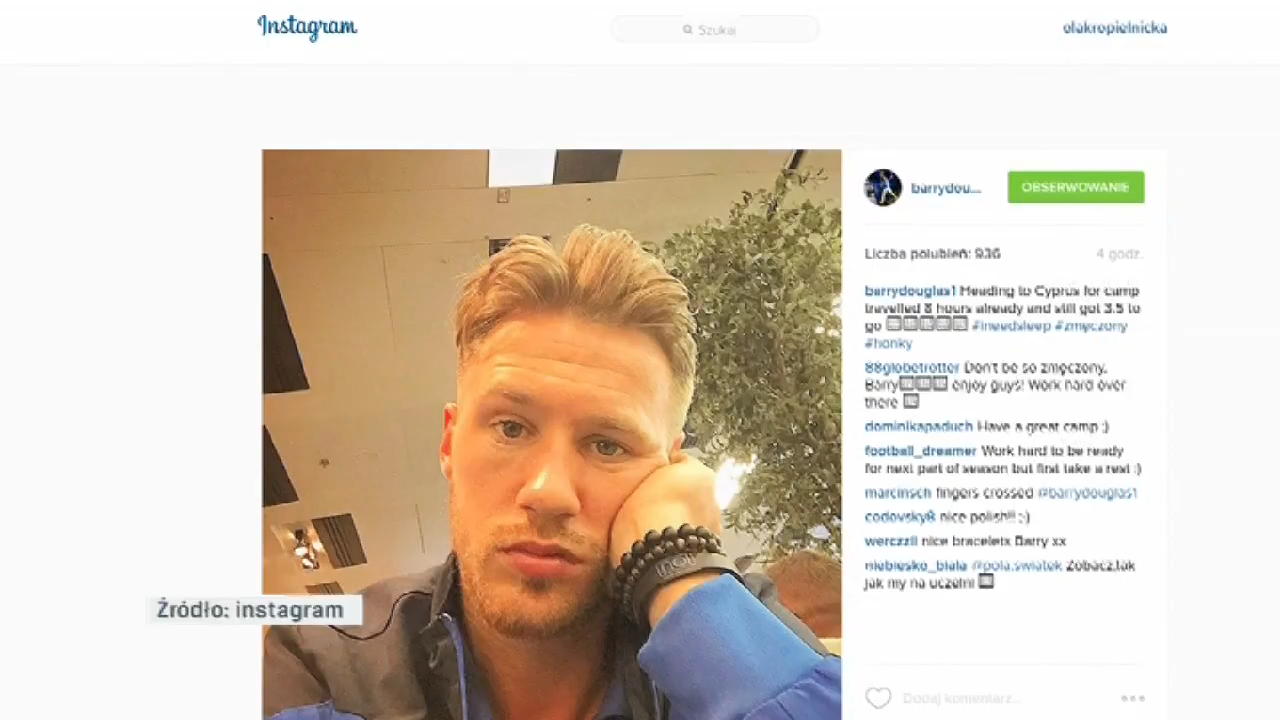 Instagram
Szukaj
olakropielnicka
barrydou...
OBSERWOWANIE
Liczba polubień: 936
4 godz.
barrydouglas1 Heading to Cyprus for camp
travelled 8 hours already and still got 3.5 to
go #ineedsleep #zmęczony
#honky
88globetrotter Don't be so zmęczony,
Barry enjoy guys! Work hard over
there
dominikapaduch Have a great camp :)
football_dreamer Work hard to be ready
for next part of season but first take a rest :)
marcinsch fingers crossed @barrydouglas1
codovsky8 nice polish!! ;)
werczzii nice bracelets Barry xx
niebiesko_biala @pola.swiatek Zobacz,tak
jak my na uczelni
Źródło: instagram
Dodaj komentarz...